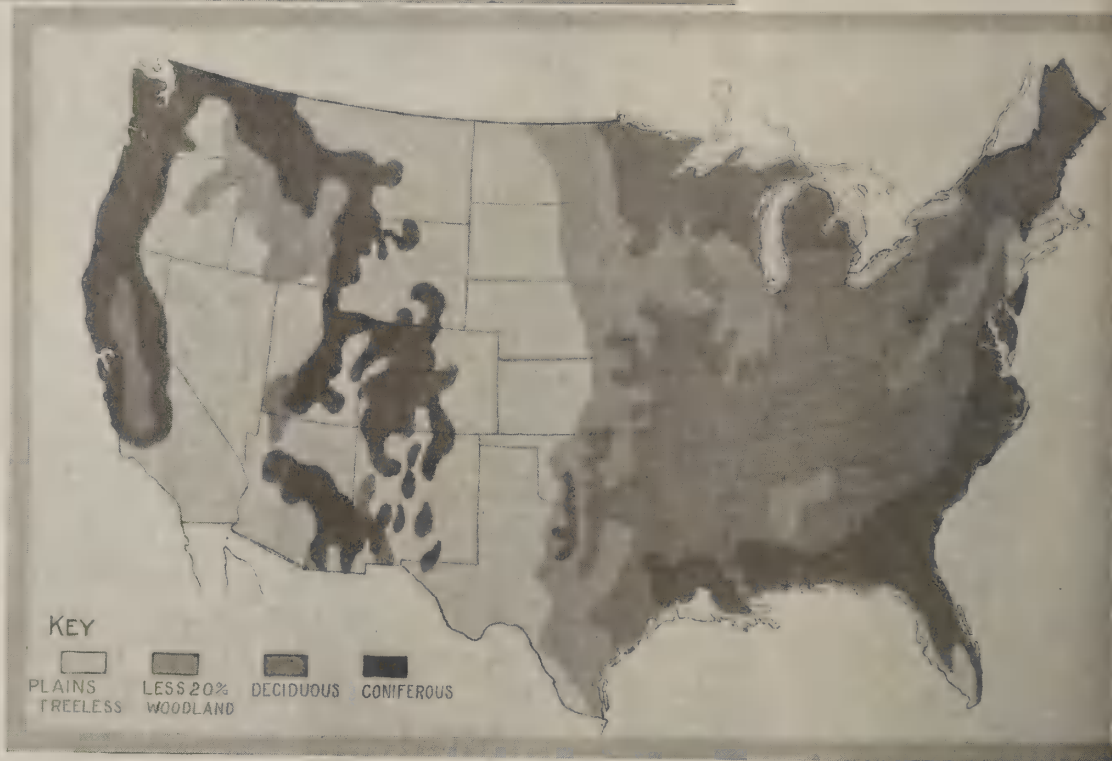 KEY
PLAINS
TREELESS
LESS 20%
WOODLAND
DECIDUOUS
CONIFEROUS